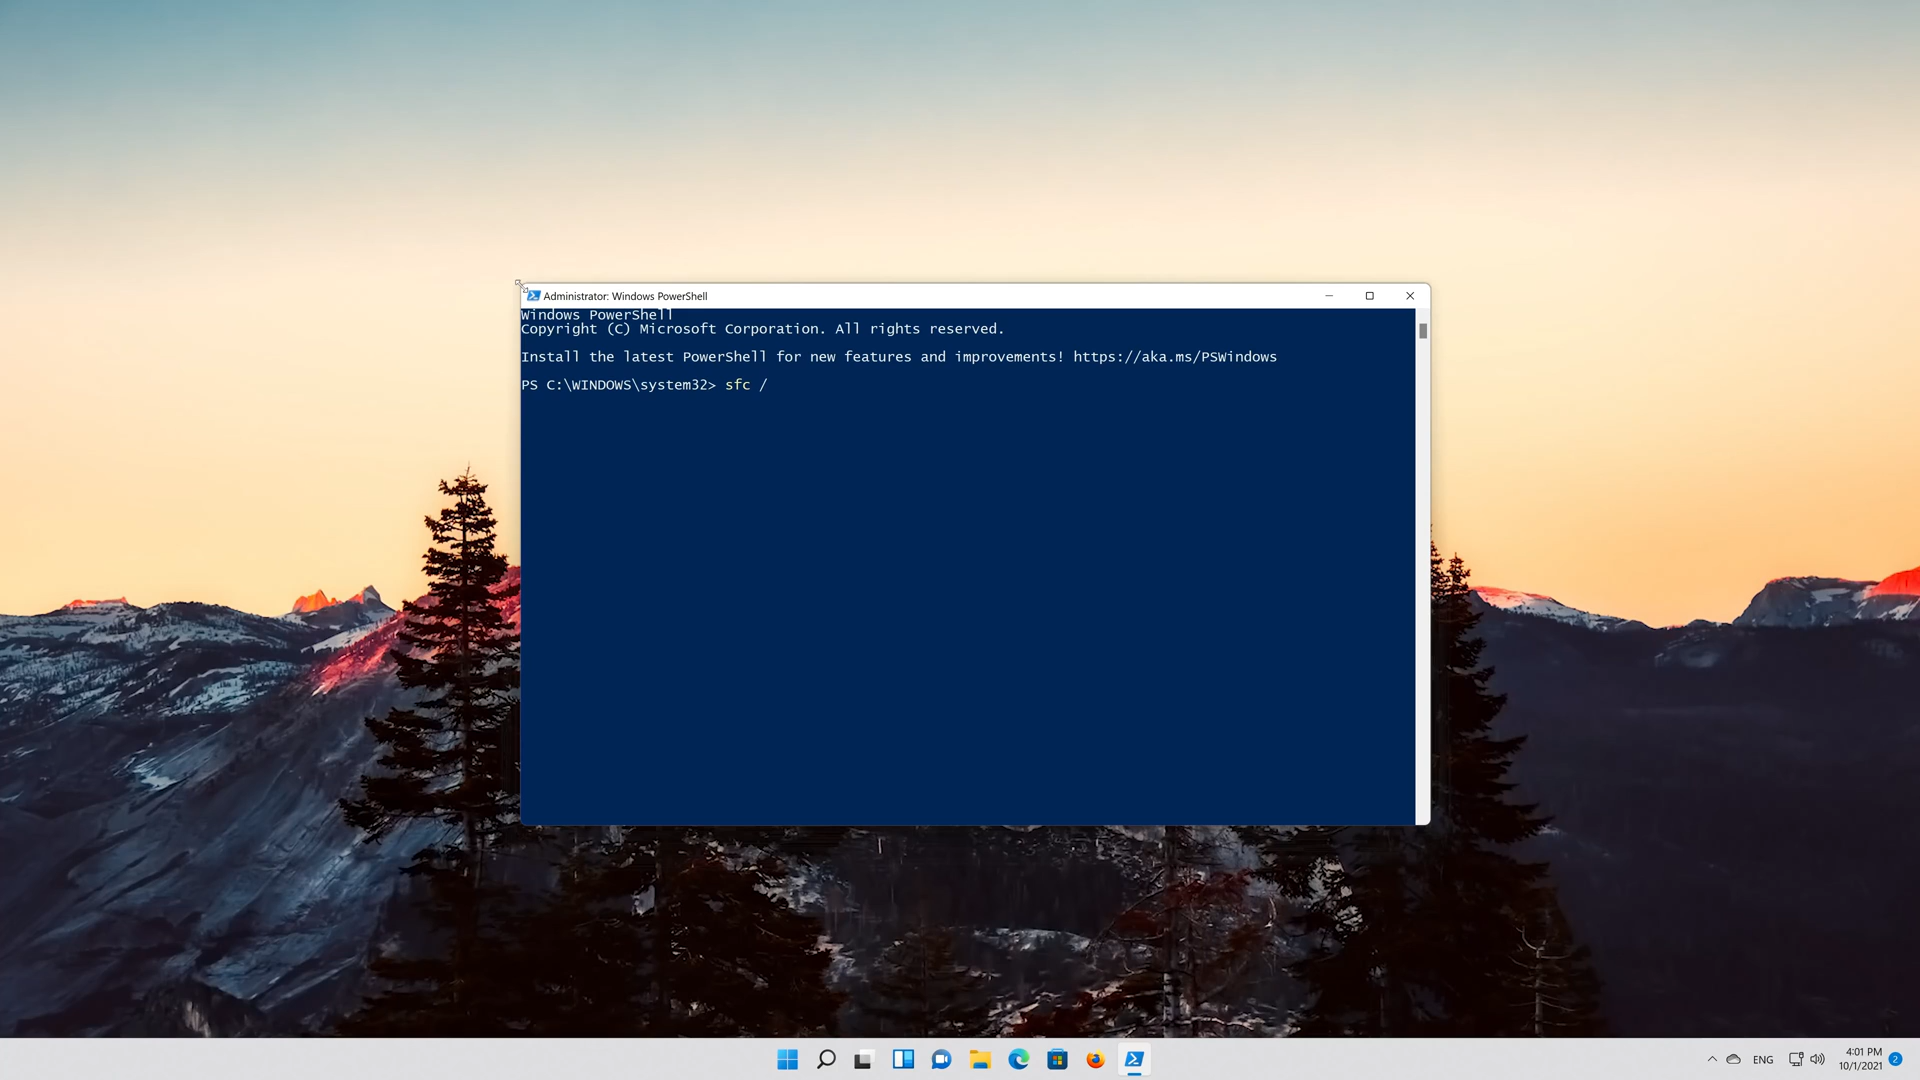 Administrator: Windows PowerShell
Windows PowerShell
Copyright (C) Microsoft Corporation. All rights reserved.
Install the latest PowerShell for new features and improvements! https://aka.ms/PSWindows
PS C:\WINDOWS\system32> sfc /
ENG
4:01 PM
10/1/2021
2